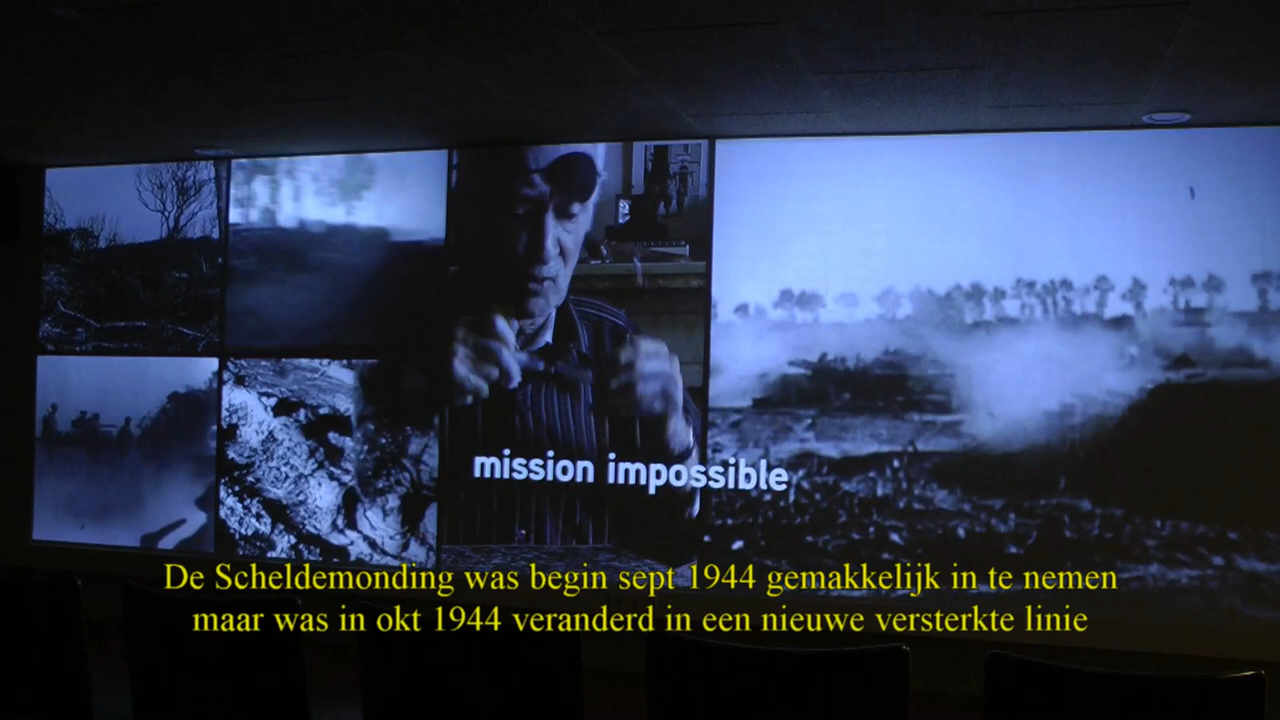 mission impossible
De Scheldemonding was begin sept 1944 gemakkelijk in te nemen
maar was in okt 1944 veranderd in een nieuwe versterkte linie